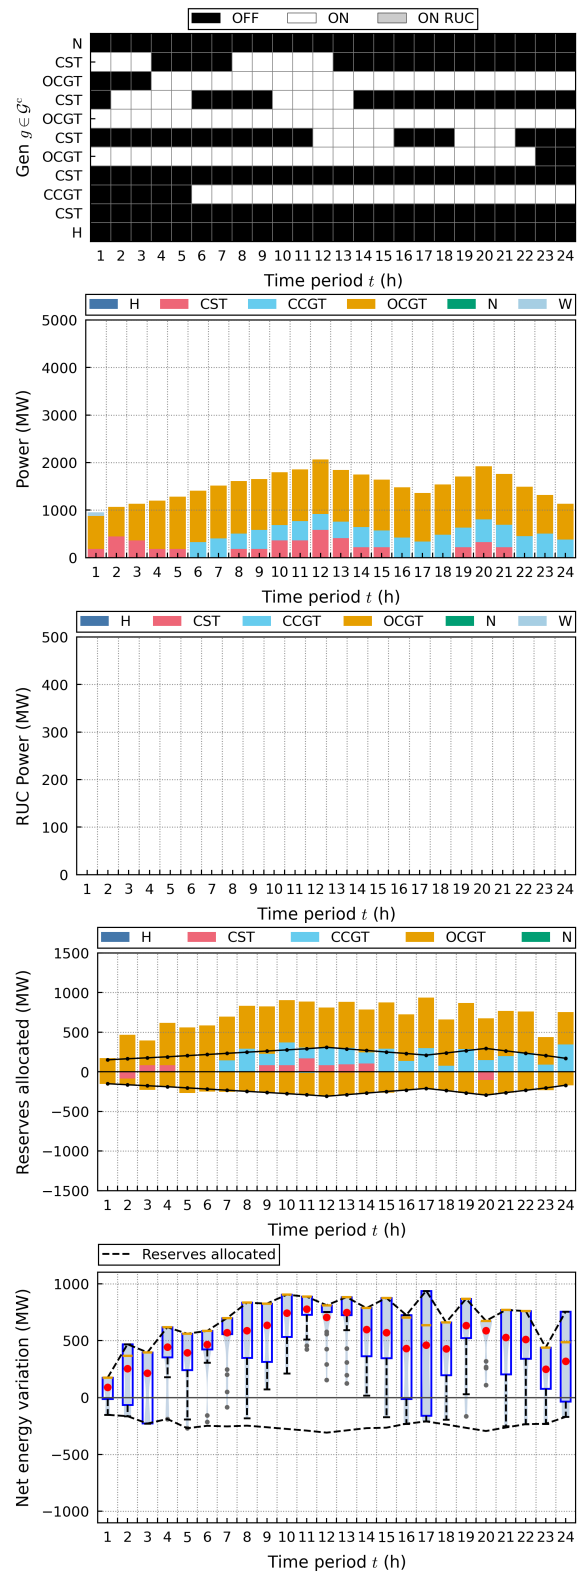 OFF ON ON RUC
N
CST
OCGT
CST
OCGT
CST
OCGT
CST
CCGT
CST
H
Gen g ∈ 𝒢ᶜ
1 2 3 4 5 6 7 8 9 10 11 12 13 14 15 16 17 18 19 20 21 22 23 24
Time period t (h)
H CST CCGT OCGT N W
5000
4000
3000
2000
1000
0
Power (MW)
1 2 3 4 5 6 7 8 9 10 11 12 13 14 15 16 17 18 19 20 21 22 23 24
Time period t (h)
H CST CCGT OCGT N W
500
400
300
200
100
0
RUC Power (MW)
1 2 3 4 5 6 7 8 9 10 11 12 13 14 15 16 17 18 19 20 21 22 23 24
Time period t (h)
H CST CCGT OCGT N
1500
1000
500
0
−500
−1000
−1500
Reserves allocated (MW)
1 2 3 4 5 6 7 8 9 10 11 12 13 14 15 16 17 18 19 20 21 22 23 24
Time period t (h)
Reserves allocated
1000
500
0
−500
−1000
Net energy variation (MW)
1 2 3 4 5 6 7 8 9 10 11 12 13 14 15 16 17 18 19 20 21 22 23 24
Time period t (h)